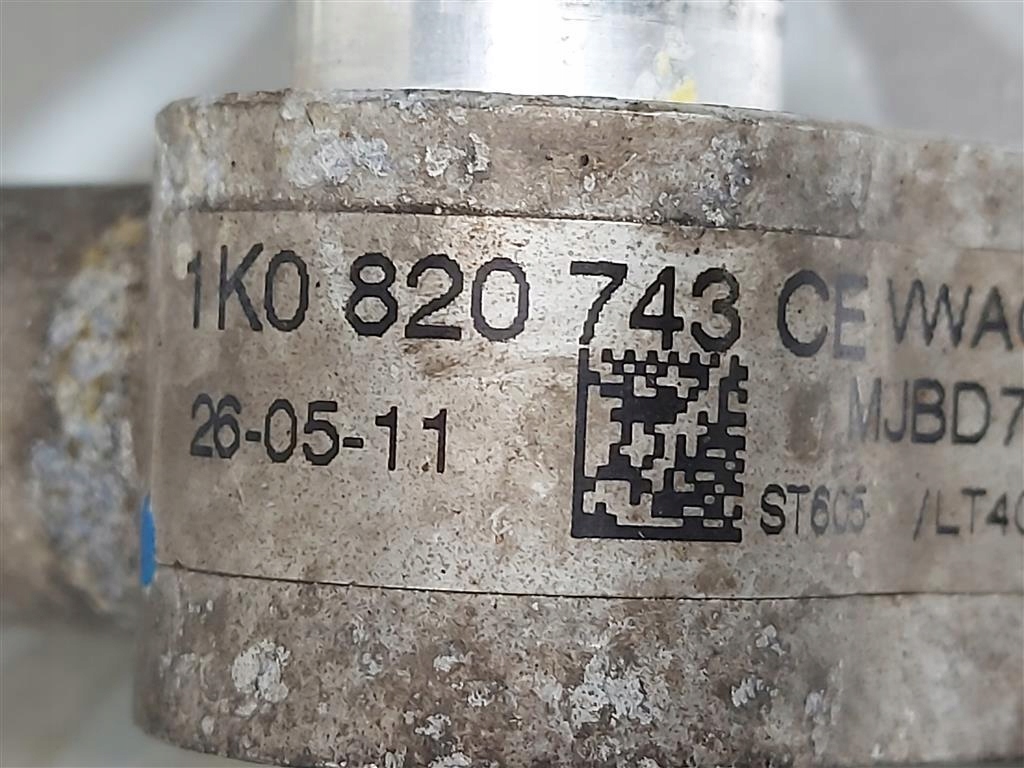 1K0 820 743 CE VWAG
26-05-11
MJBD7
ST605 /LT40